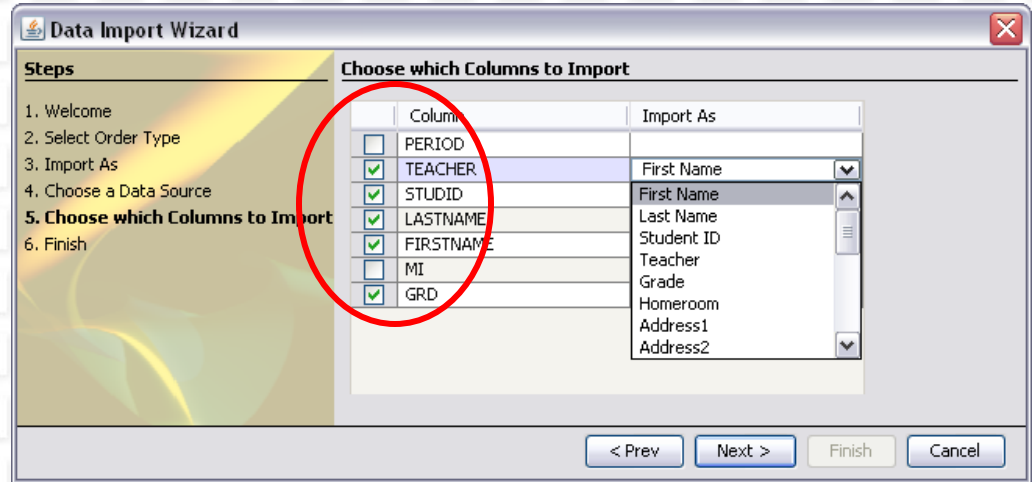 Data Import Wizard
Steps
1. Welcome
2. Select Order Type
3. Import As
4. Choose a Data Source
5. Choose which Columns to Import
6. Finish
Choose which Columns to Import
Column Import As
PERIOD
TEACHER First Name
STUDID First Name
LASTNAME Last Name
FIRSTNAME Student ID
MI Teacher
GRD Grade
Homeroom
Address1
Address2
< Prev Next > Finish Cancel